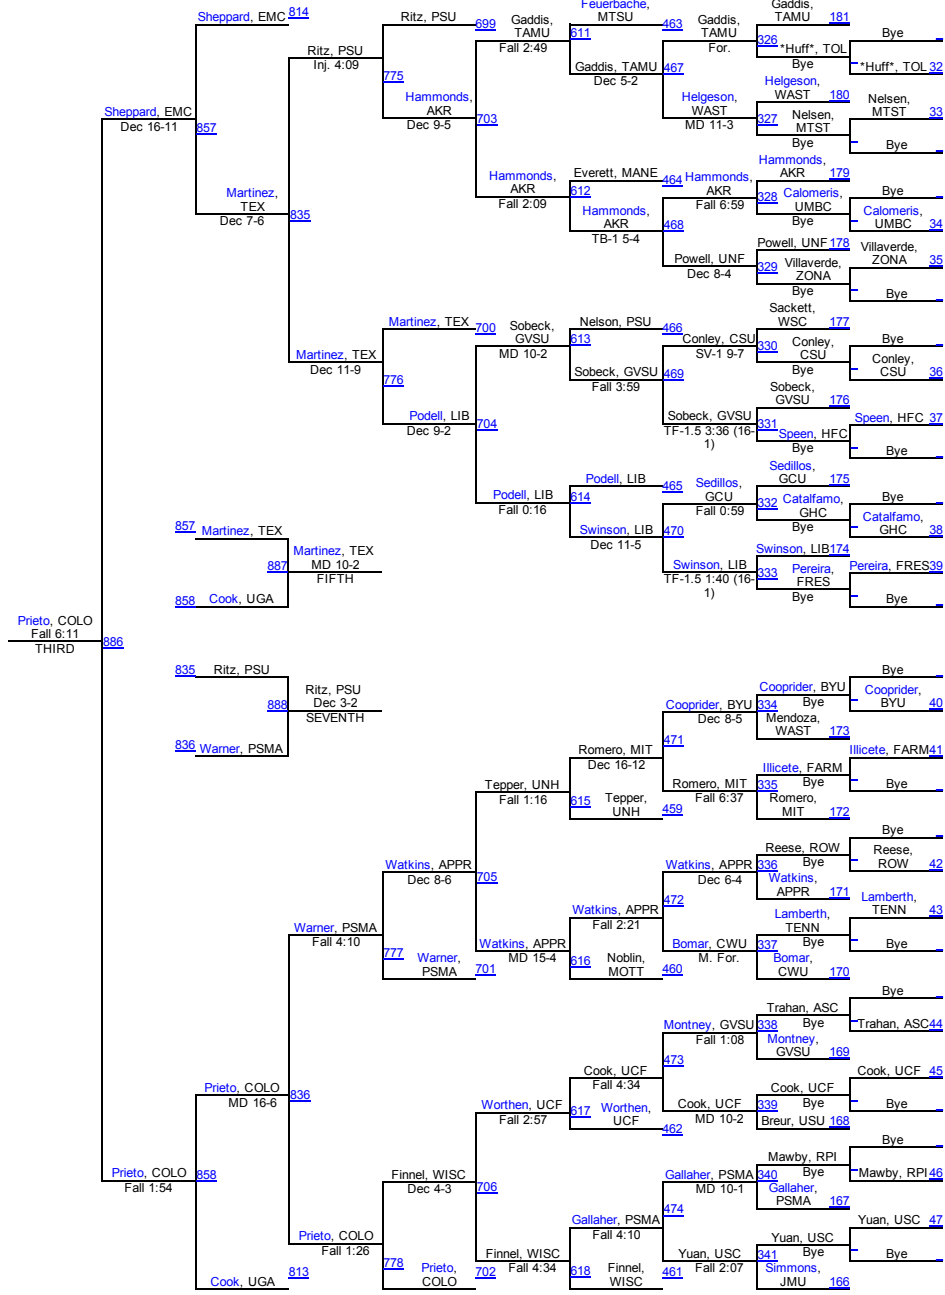 Sheppard, EMC 814
Ritz, PSU
699
Gaddis,
TAMU
Fall 2:49
Feuerbache,
MTSU
463
611
Gaddis,
TAMU
For.
Gaddis,
TAMU
181
326
Bye
*Huff*, TOL
Bye
*Huff*, TOL 32
Ritz, PSU
Inj. 4:09
775
Gaddis, TAMU
Dec 5-2
467
Helgeson,
WAST
180
Hammonds,
AKR
Dec 9-5
703
Helgeson,
WAST
MD 11-3
327
Nelsen,
MTST
Bye
Nelsen,
MTST
33
Bye
Sheppard, EMC
Dec 16-11
857
Hammonds,
AKR
Fall 2:09
Everett, MANE
464
612
Hammonds,
AKR
Fall 6:59
Hammonds,
AKR
179
328
Calomeris,
UMBC
Bye
Bye
Calomeris,
UMBC
34
Martinez,
TEX
Dec 7-6
835
Hammonds,
AKR
TB-1 5-4
468
Powell, UNF
Dec 8-4
Powell, UNF 178
329
Villaverde,
ZONA
Bye
Villaverde,
ZONA
35
Bye
Martinez, TEX
700
Sobeck,
GVSU
MD 10-2
Nelson, PSU
466
613
Conley, CSU
SV-1 9-7
Sackett,
WSC
177
330
Conley,
CSU
Bye
Bye
Conley,
CSU
36
Martinez, TEX
Dec 11-9
776
Sobeck, GVSU
Fall 3:59
469
Sobeck,
GVSU
176
Podell, LIB
Dec 9-2
704
Sobeck, GVSU
TF-1.5 3:36 (16-
1)
331
Speen, HFC
Bye
Speen, HFC 37
Bye
Podell, LIB
Fall 0:16
Podell, LIB
465
614
Sedillos,
GCU
Fall 0:59
Sedillos,
GCU
175
332
Catalfamo,
GHC
Bye
Bye
Catalfamo,
GHC
38
Swinson, LIB
Dec 11-5
470
Swinson, LIB
TF-1.5 1:40 (16-
1)
Swinson, LIB174
333
Pereira,
FRES
Bye
Pereira, FRES39
Bye
857
Martinez, TEX
887
Martinez, TEX
MD 10-2
FIFTH
858
Cook, UGA
Prieto, COLO
Fall 6:11
THIRD
886
835
Ritz, PSU
888
Ritz, PSU
Dec 3-2
SEVENTH
836
Warner, PSMA
Cooprider, BYU
Dec 8-5
Cooprider, BYU
334
Bye
Mendoza,
WAST
173
Bye
Cooprider,
BYU
40
Romero, MIT
Dec 16-12
471
Romero, MIT
Fall 6:37
Illicete, FARM
335
Bye
Romero,
MIT
172
Illicete, FARM41
Bye
Tepper, UNH
Fall 1:16
615
Tepper,
UNH
459
Watkins, APPR
Dec 8-6
705
Watkins, APPR
Dec 6-4
Reese, ROW
336
Bye
Watkins,
APPR
171
Bye
Reese,
ROW
42
Watkins, APPR
Fall 2:21
472
Bomar, CWU
M. For.
Lamberth,
TENN
337
Bye
Bomar,
CWU
170
Lamberth,
TENN
43
Bye
Warner, PSMA
Fall 4:10
777
Warner,
PSMA
701
Watkins, APPR
MD 15-4
616
Noblin,
MOTT
460
Montney, GVSU
Fall 1:08
Trahan, ASC
338
Bye
Montney,
GVSU
169
Bye
Trahan, ASC44
Cook, UCF
Fall 4:34
473
Cook, UCF
MD 10-2
Cook, UCF
339
Bye
Breur, USU 168
Cook, UCF 45
Bye
Prieto, COLO
MD 16-6
836
Worthen, UCF
Fall 2:57
617
Worthen,
UCF
462
Prieto, COLO
Fall 1:54
858
Finnel, WISC
Dec 4-3
706
Gallaher, PSMA
MD 10-1
Mawby, RPI
340
Bye
Gallaher,
PSMA
167
Bye
Mawby, RPI46
Gallaher, PSMA
Fall 4:10
474
Yuan, USC
Fall 2:07
Yuan, USC
341
Bye
Simmons,
JMU
166
Yuan, USC 47
Bye
Prieto, COLO
Fall 1:26
778
Prieto,
COLO
702
Finnel, WISC
Fall 4:34
618
Finnel,
WISC
461
Cook, UGA
813